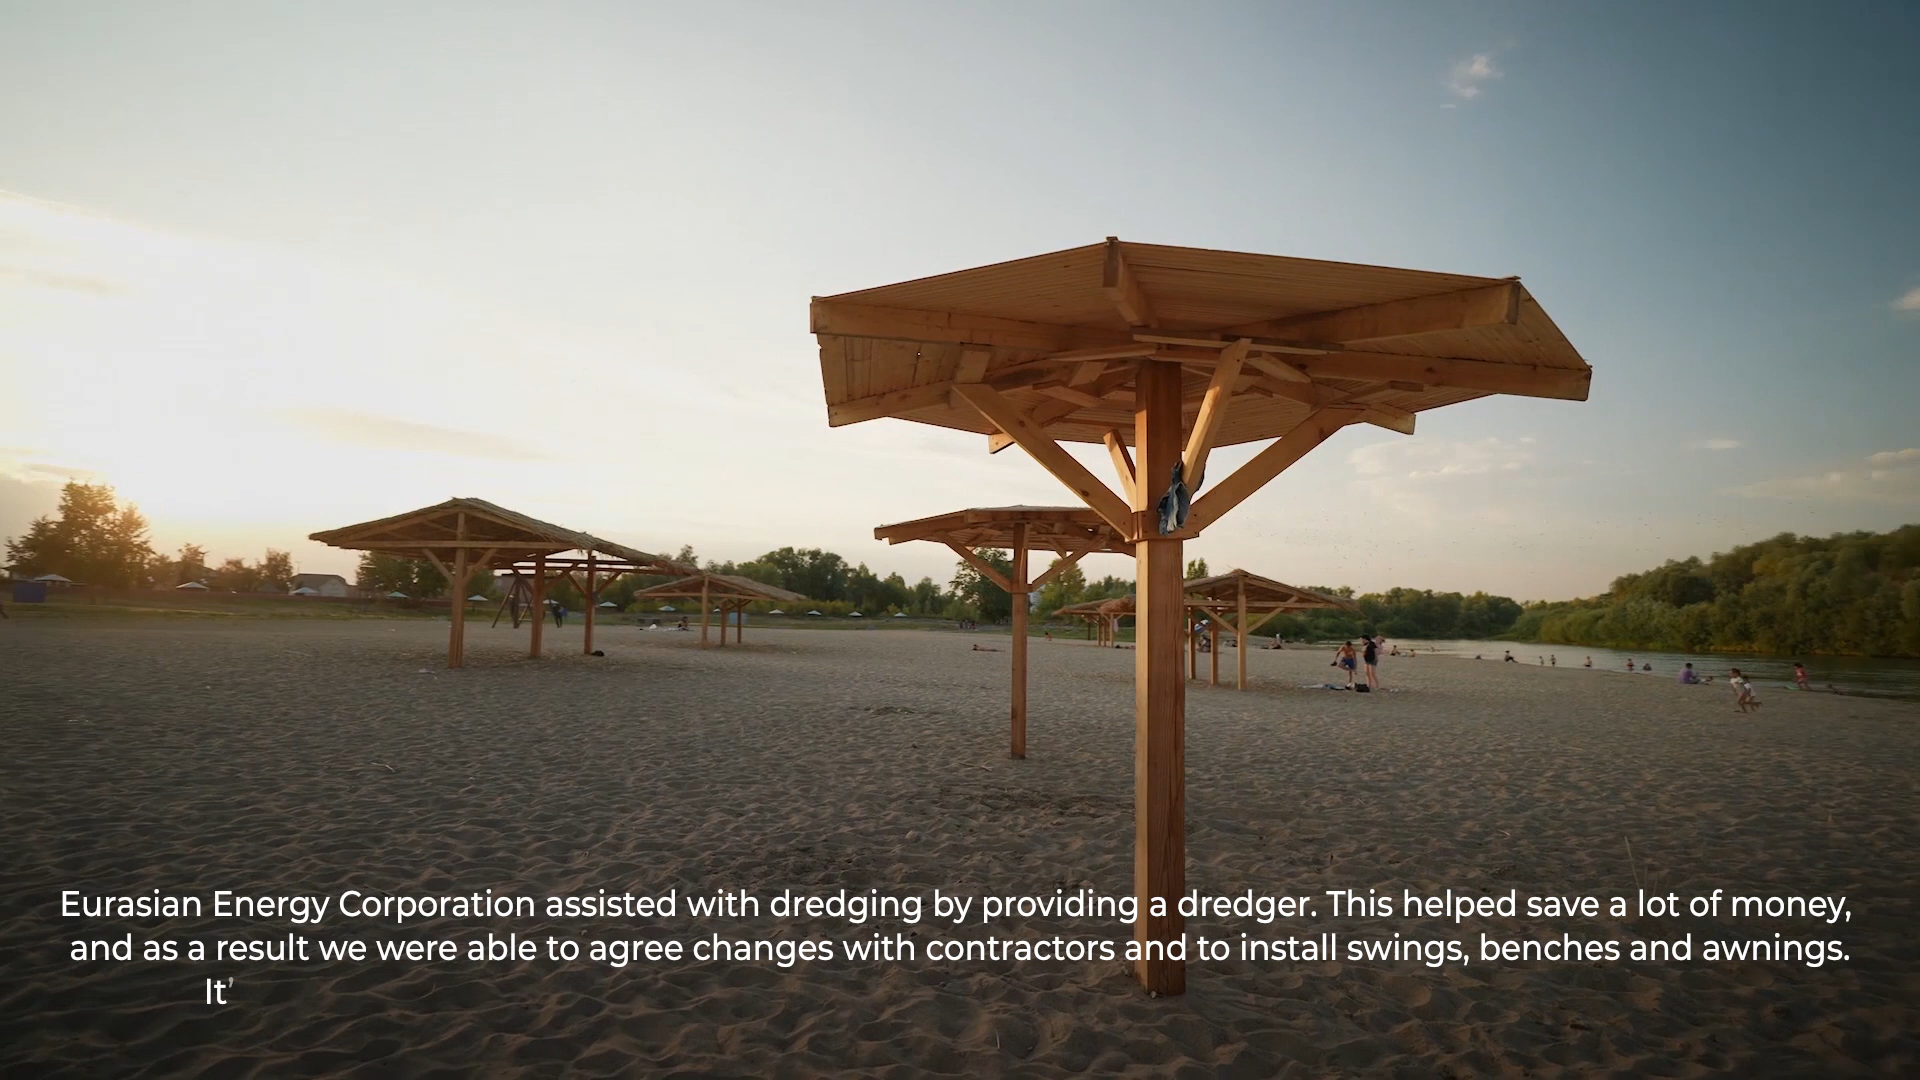 Eurasian Energy Corporation assisted with dredging by providing a dredger. This helped save a lot of money,
and as a result we were able to agree changes with contractors and to install swings, benches and awnings.
It’